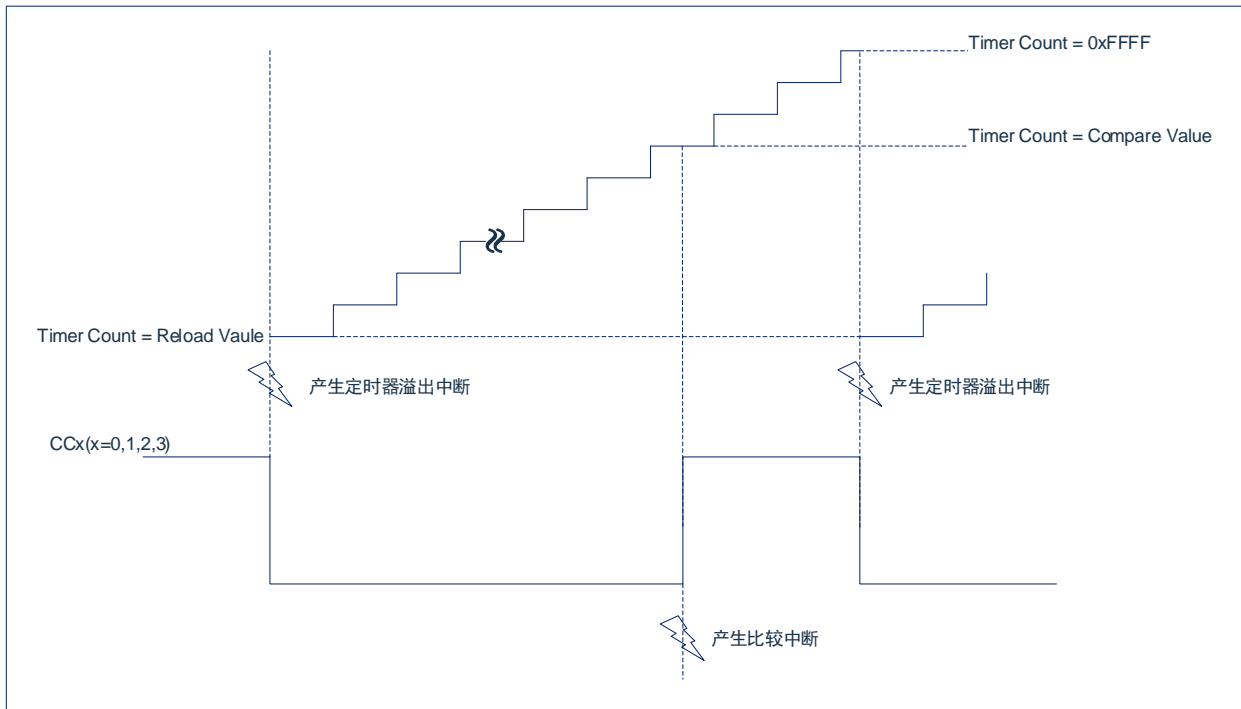 Timer Count = 0xFFFF
Timer Count = Compare Value
Timer Count = Reload Vaule
产生定时器溢出中断
产生定时器溢出中断
CCx(x=0,1,2,3)
产生比较中断